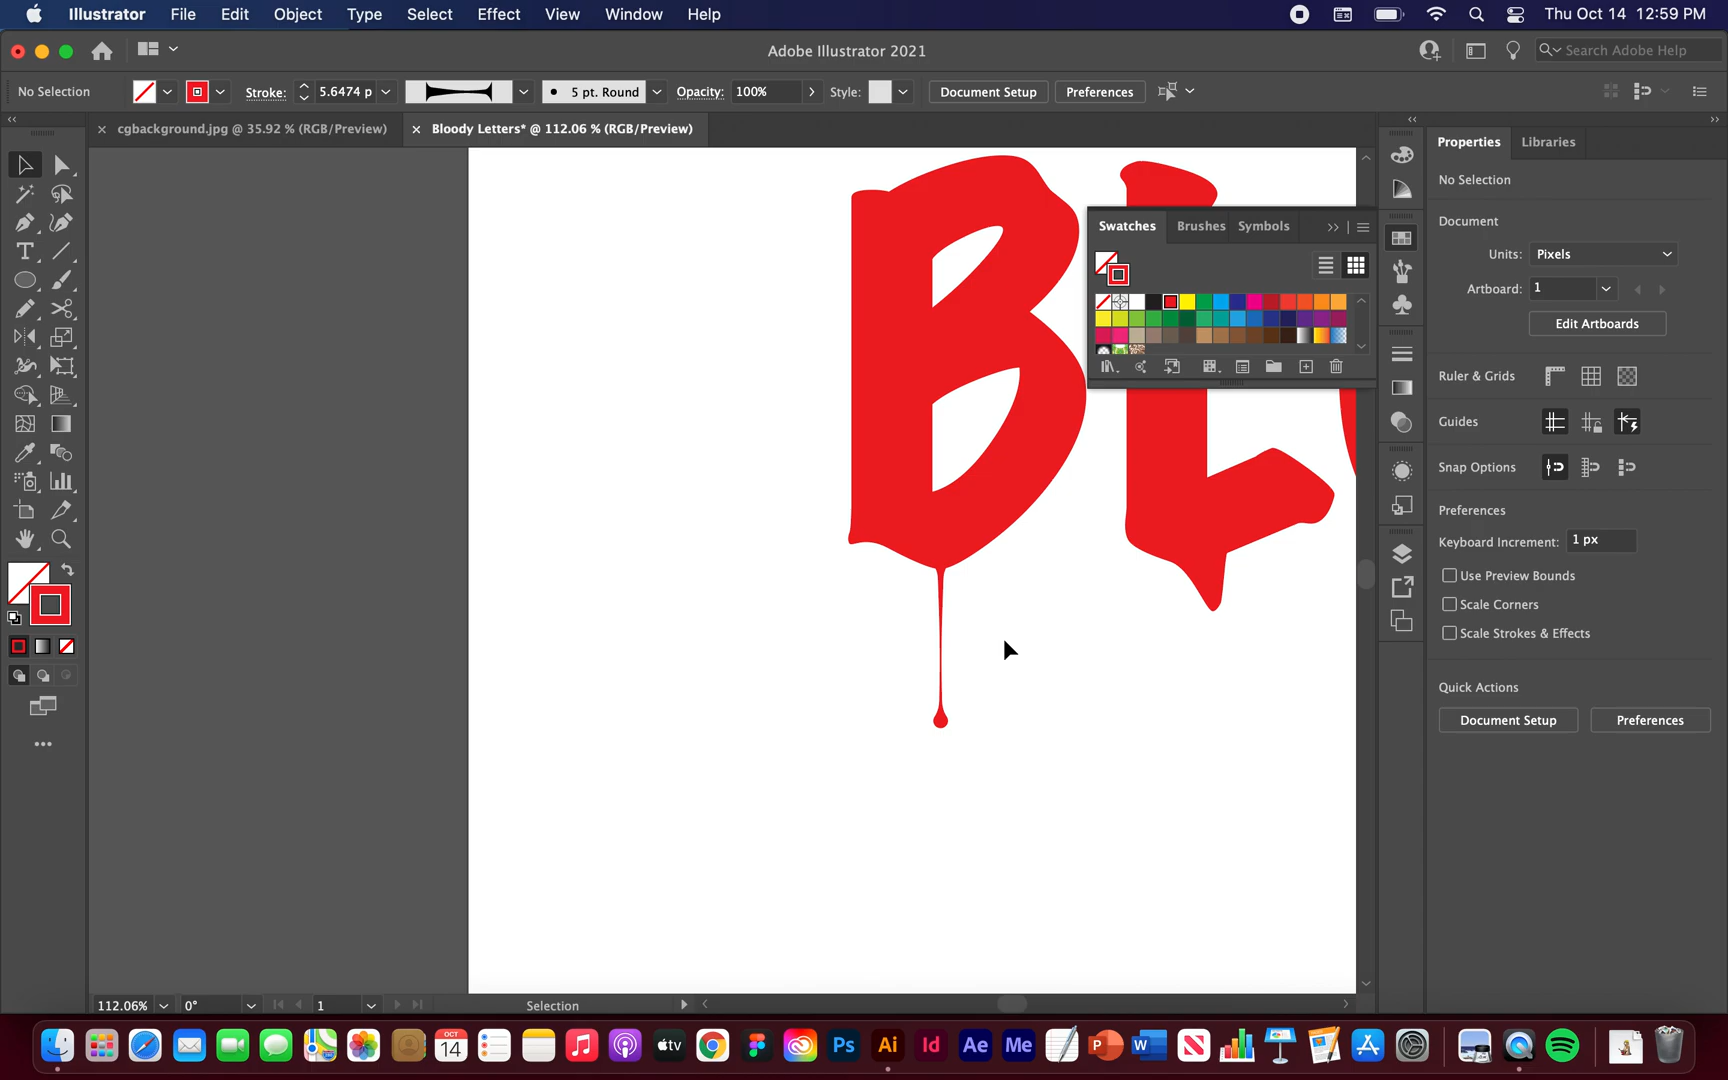 Illustrator File Edit Object Type Select Effect View Window Help Thu Oct 14 12:59 PM
Adobe Illustrator 2021 Search Adobe Help
No Selection Stroke: 5.6474 p 5 pt. Round Opacity: 100% Style: Document Setup Preferences
cgbackground.jpg @ 35.92 % (RGB/Preview) Bloody Letters* @ 112.06 % (RGB/Preview)
Properties Libraries
No Selection
Document
Units: Pixels
Artboard: 1
Edit Artboards
Ruler & Grids
Guides
Snap Options
Preferences
Keyboard Increment: 1 px
Use Preview Bounds
Scale Corners
Scale Strokes & Effects
Quick Actions
Document Setup Preferences
Swatches Brushes Symbols
BL
112.06% 0° 1 Selection
OCT
14
tv
Ps Ai Id Ae Me
P W